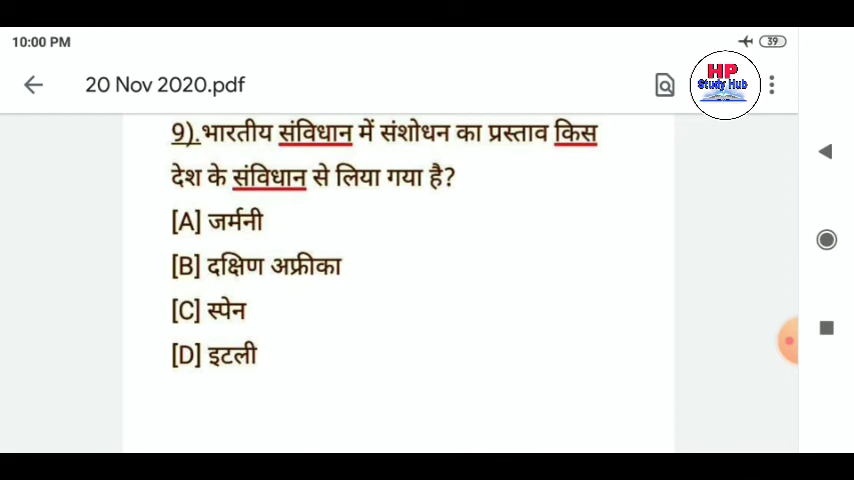 10:00 PM
39
20 Nov 2020.pdf
HP
Study Hub
9).भारतीय संविधान में संशोधन का प्रस्ताव किस
देश के संविधान से लिया गया है?
[A] जर्मनी
[B] दक्षिण अफ्रीका
[C] स्पेन
[D] इटली